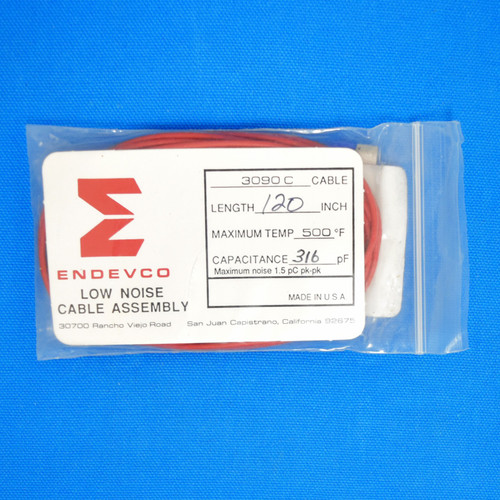 ENDEVCO
LOW NOISE
CABLE ASSEMBLY
3090 C CABLE
LENGTH 120 INCH
MAXIMUM TEMP 500 °F
CAPACITANCE 316 pF
Maximum noise 1.5 pC pk-pk
MADE IN U.S.A
30700 Rancho Viejo Road San Juan Capistrano, California 92675